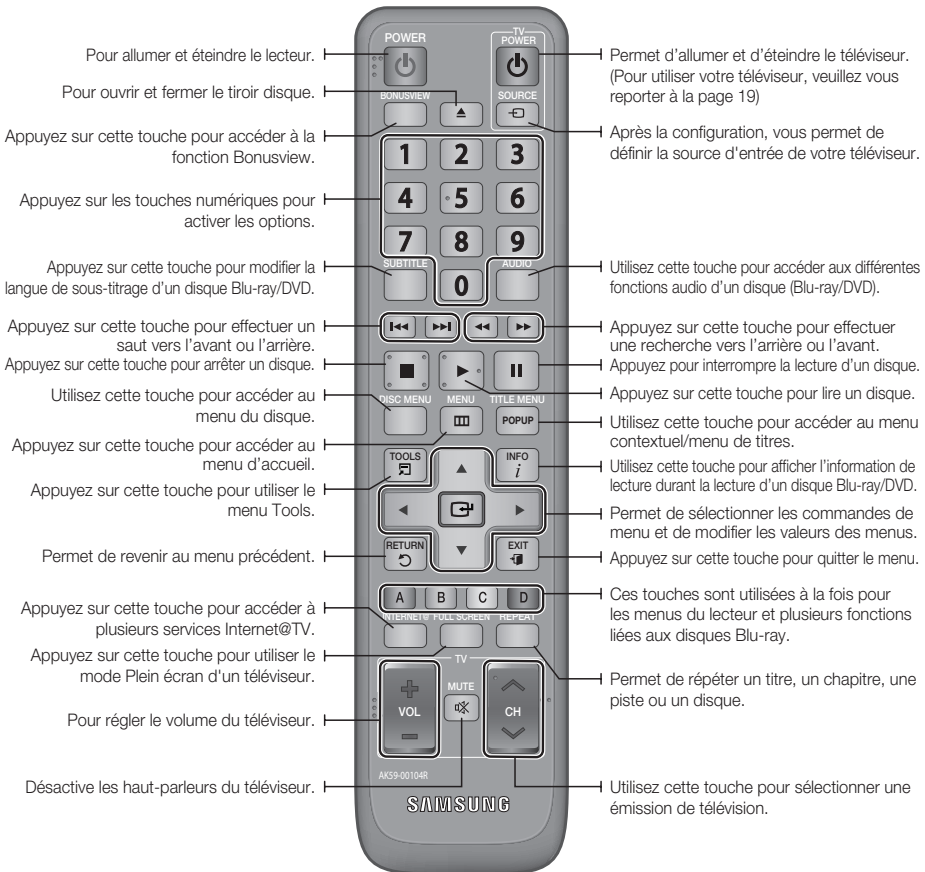 Pour allumer et éteindre le lecteur.
Pour ouvrir et fermer le tiroir disque.
Appuyez sur cette touche pour accéder à la
fonction Bonusview.
Appuyez sur les touches numériques pour
activer les options.
Appuyez sur cette touche pour modifier la
langue de sous-titrage d’un disque Blu-ray/DVD.
Appuyez sur cette touche pour effectuer un
saut vers l’avant ou l’arrière.
Appuyez sur cette touche pour arrêter un disque.
Utilisez cette touche pour accéder au
menu du disque.
Appuyez sur cette touche pour accéder au
menu d’accueil.
Appuyez sur cette touche pour utiliser le
menu Tools.
Permet de revenir au menu précédent.
Appuyez sur cette touche pour accéder à
plusieurs services Internet@TV.
Appuyez sur cette touche pour utiliser le
mode Plein écran d'un téléviseur.
Pour régler le volume du téléviseur.
Désactive les haut-parleurs du téléviseur.
POWER
TV
POWER
BONUSVIEW
SOURCE
1 2 3
4 5 6
7 8 9
SUBTITLE
0
AUDIO
DISC MENU MENU TITLE MENU
POPUP
TOOLS
INFO
i
RETURN
EXIT
A B C D
INTERNET@ FULL SCREEN REPEAT
TV
VOL
MUTE
CH
AK59-00104R
SAMSUNG
Permet d’allumer et d’éteindre le téléviseur.
(Pour utiliser votre téléviseur, veuillez vous
reporter à la page 19)
Après la configuration, vous permet de
définir la source d'entrée de votre téléviseur.
Utilisez cette touche pour accéder aux différentes
fonctions audio d’un disque (Blu-ray/DVD).
Appuyez sur cette touche pour effectuer
une recherche vers l’arrière ou l’avant.
Appuyez pour interrompre la lecture d’un disque.
Appuyez sur cette touche pour lire un disque.
Utilisez cette touche pour accéder au menu
contextuel/menu de titres.
Utilisez cette touche pour afficher l’information de
lecture durant la lecture d’un disque Blu-ray/DVD.
Permet de sélectionner les commandes de
menu et de modifier les valeurs des menus.
Appuyez sur cette touche pour quitter le menu.
Ces touches sont utilisées à la fois pour
les menus du lecteur et plusieurs fonctions
liées aux disques Blu-ray.
Permet de répéter un titre, un chapitre, une
piste ou un disque.
Utilisez cette touche pour sélectionner une
émission de télévision.